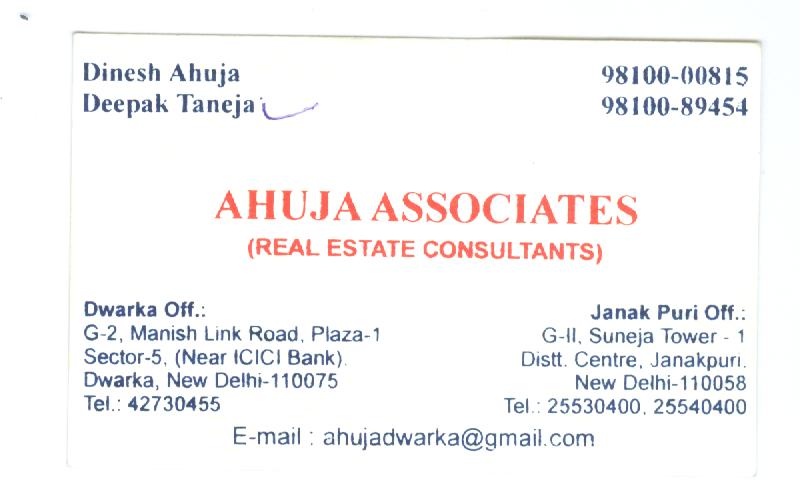 Dinesh Ahuja 98100-00815
Deepak Taneja 98100-89454
AHUJA ASSOCIATES
(REAL ESTATE CONSULTANTS)
Dwarka Off.:
G-2, Manish Link Road, Plaza-1
Sector-5, (Near ICICI Bank).
Dwarka, New Delhi-110075
Tel.: 42730455
Janak Puri Off.:
G-II, Suneja Tower - 1
Distt. Centre, Janakpuri.
New Delhi-110058
Tel.: 25530400, 25540400
E-mail : ahujadwarka@gmail.com